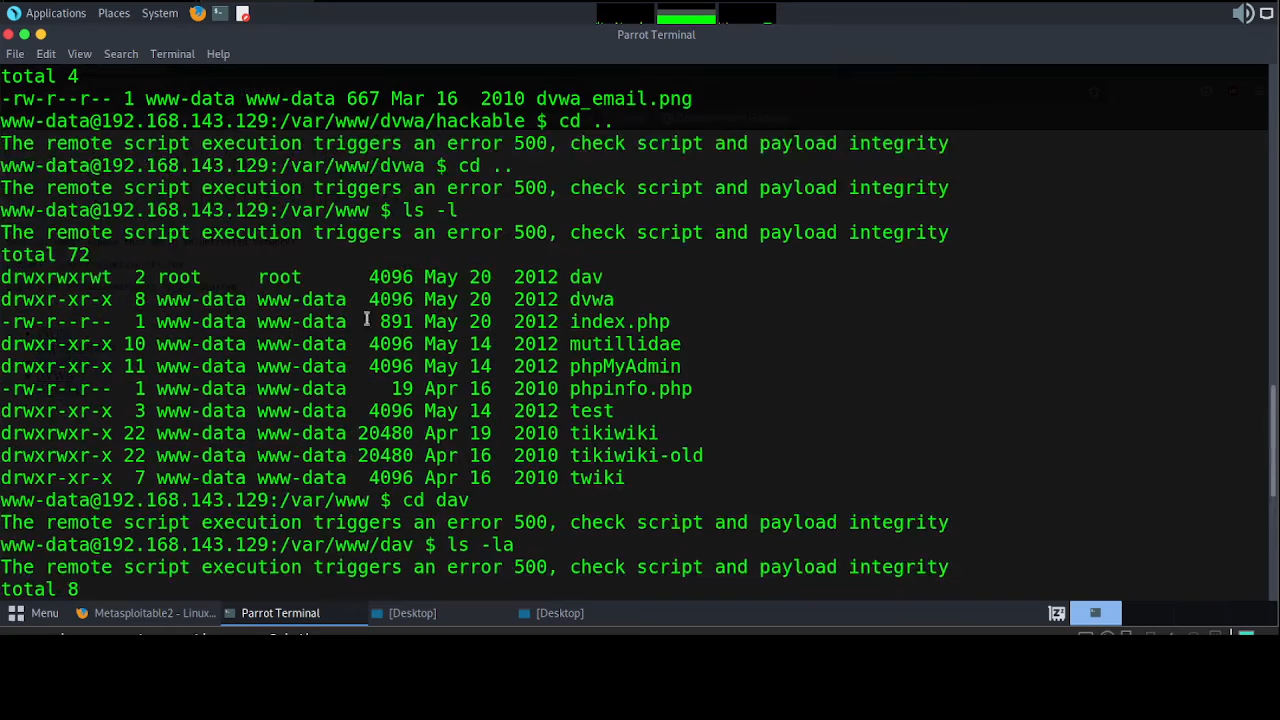 Applications Places System
Parrot Terminal
File Edit View Search Terminal Help
total 4
-rw-r--r-- 1 www-data www-data 667 Mar 16  2010 dvwa_email.png
www-data@192.168.143.129:/var/www/dvwa/hackable $ cd ..
The remote script execution triggers an error 500, check script and payload integrity
www-data@192.168.143.129:/var/www/dvwa $ cd ..
The remote script execution triggers an error 500, check script and payload integrity
www-data@192.168.143.129:/var/www $ ls -l
The remote script execution triggers an error 500, check script and payload integrity
total 72
drwxrwxrwt  2 root     root      4096 May 20  2012 dav
drwxr-xr-x  8 www-data www-data  4096 May 20  2012 dvwa
-rw-r--r--  1 www-data www-data   891 May 20  2012 index.php
drwxr-xr-x 10 www-data www-data  4096 May 14  2012 mutillidae
drwxr-xr-x 11 www-data www-data  4096 May 14  2012 phpMyAdmin
-rw-r--r--  1 www-data www-data    19 Apr 16  2010 phpinfo.php
drwxr-xr-x  3 www-data www-data  4096 May 14  2012 test
drwxrwxr-x 22 www-data www-data 20480 Apr 19  2010 tikiwiki
drwxrwxr-x 22 www-data www-data 20480 Apr 16  2010 tikiwiki-old
drwxr-xr-x  7 www-data www-data  4096 Apr 16  2010 twiki
www-data@192.168.143.129:/var/www $ cd dav
The remote script execution triggers an error 500, check script and payload integrity
www-data@192.168.143.129:/var/www/dav $ ls -la
The remote script execution triggers an error 500, check script and payload integrity
total 8
Menu Metasploitable2 - Linux... Parrot Terminal [Desktop] [Desktop]